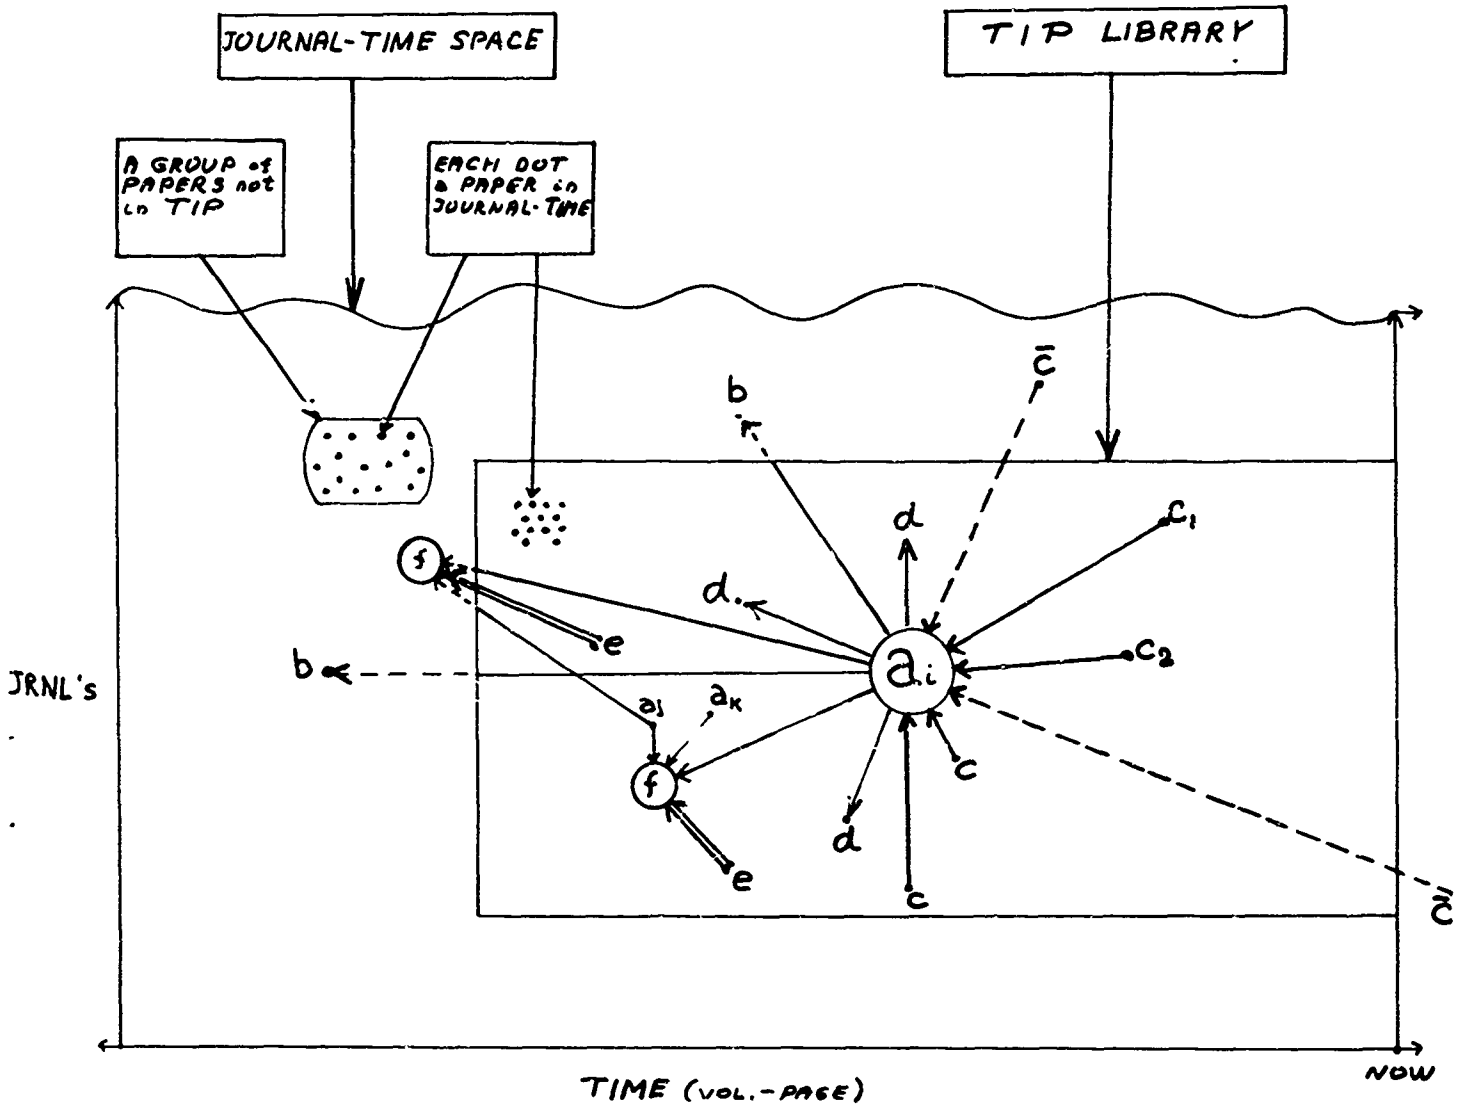 JOURNAL-TIME SPACE
TIP LIBRARY
A GROUP of
PAPERS not
in TIP
EACH DOT
a PAPER in
JOURNAL-TIME
c̄
b
d
c₁
f
d
e
b
aᵢ
c₂
JRNL's
aⱼ
aₖ
f
c
d
e
c
c̄
NOW
TIME (VOL.-PAGE)